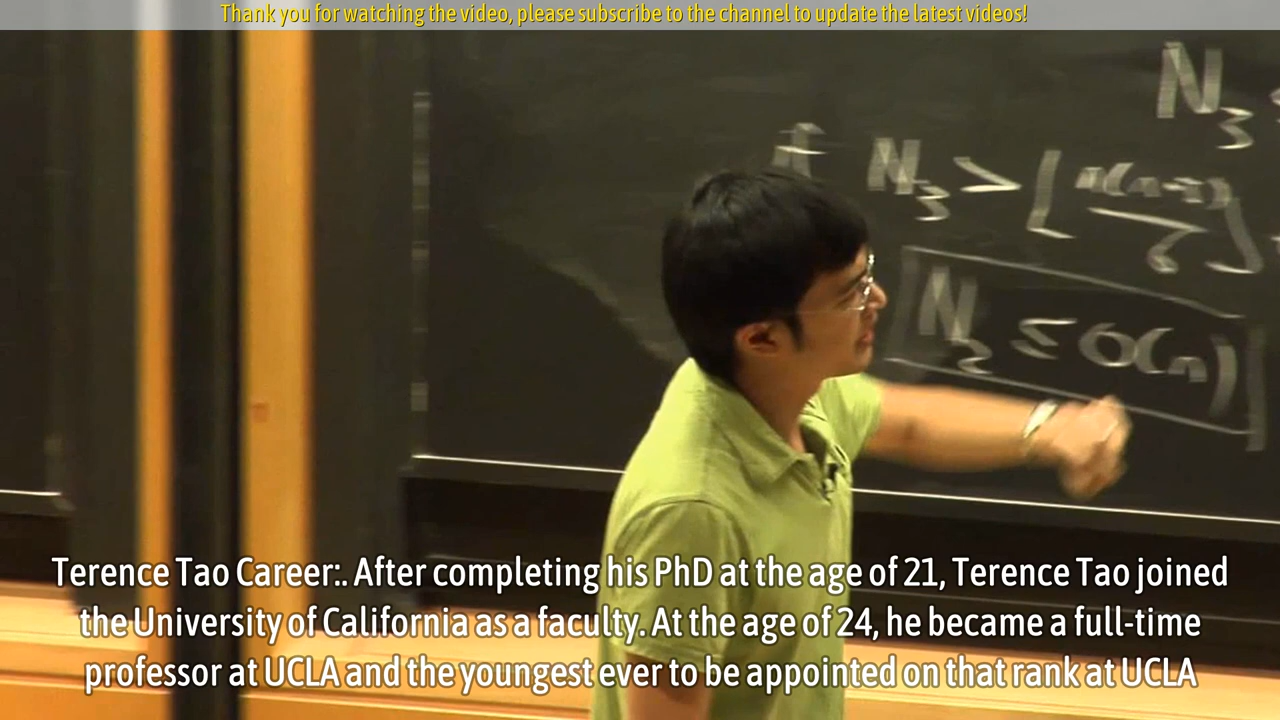 Thank you for watching the video, please subscribe to the channel to update the latest videos!
N₃
N₃ >
N₃ ≤ O(n)
Terence Tao Career:. After completing his PhD at the age of 21, Terence Tao joined
the University of California as a faculty. At the age of 24, he became a full-time
professor at UCLA and the youngest ever to be appointed on that rank at UCLA